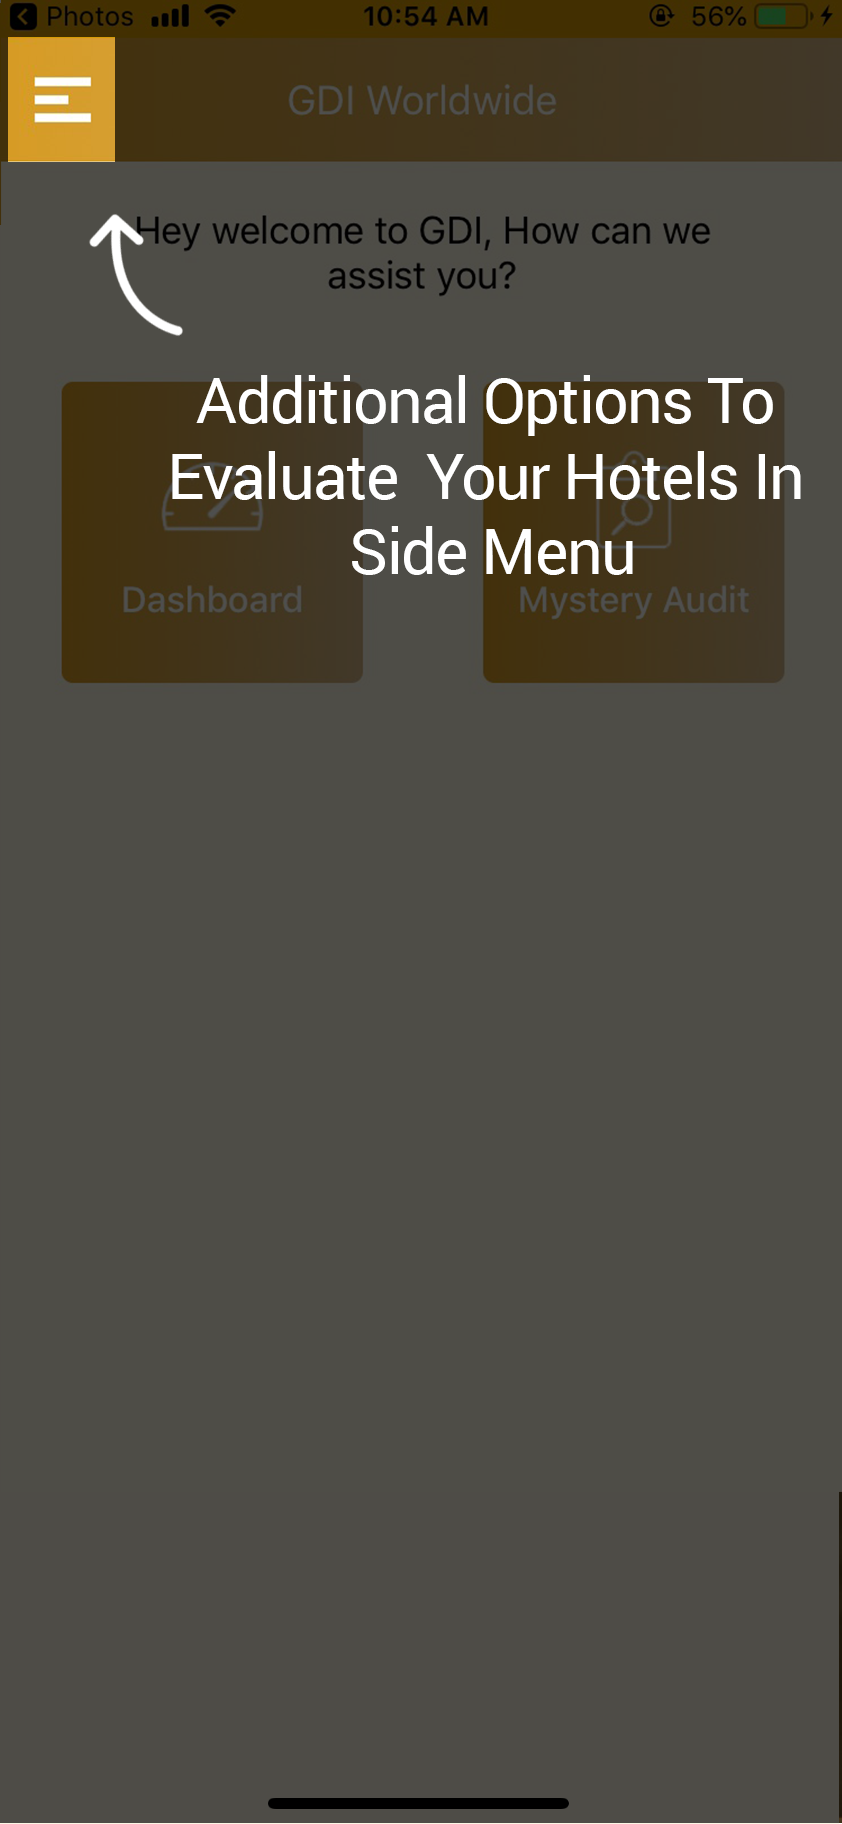 Photos 10:54 AM 56%
GDI Worldwide
Hey welcome to GDI, How can we
assist you?
Additional Options To
Evaluate  Your Hotels In
Side Menu
Dashboard
Mystery Audit